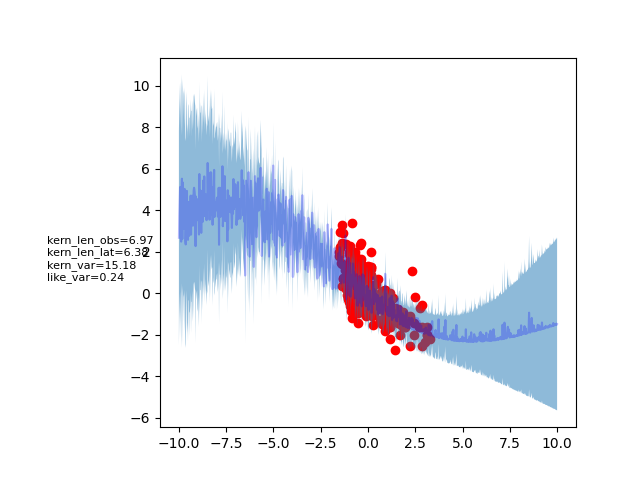 10
8
6
4
2
0
−2
−4
−6
kern_len_obs=6.97
kern_len_lat=6.38
kern_var=15.18
like_var=0.24
−10.0 −7.5 −5.0 −2.5 0.0 2.5 5.0 7.5 10.0